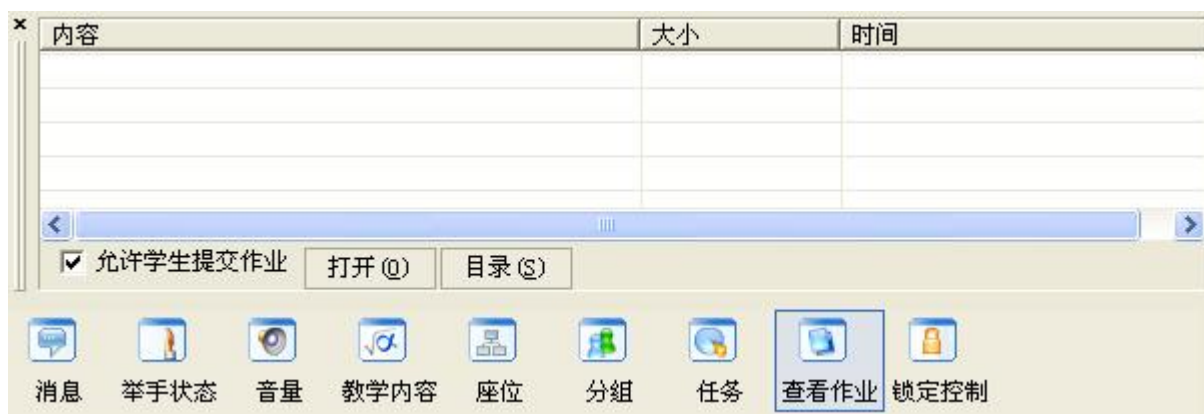 内容 大小 时间
允许学生提交作业 打开(O) 目录(S)
消息 举手状态 音量 教学内容 座位 分组 任务 查看作业 锁定控制